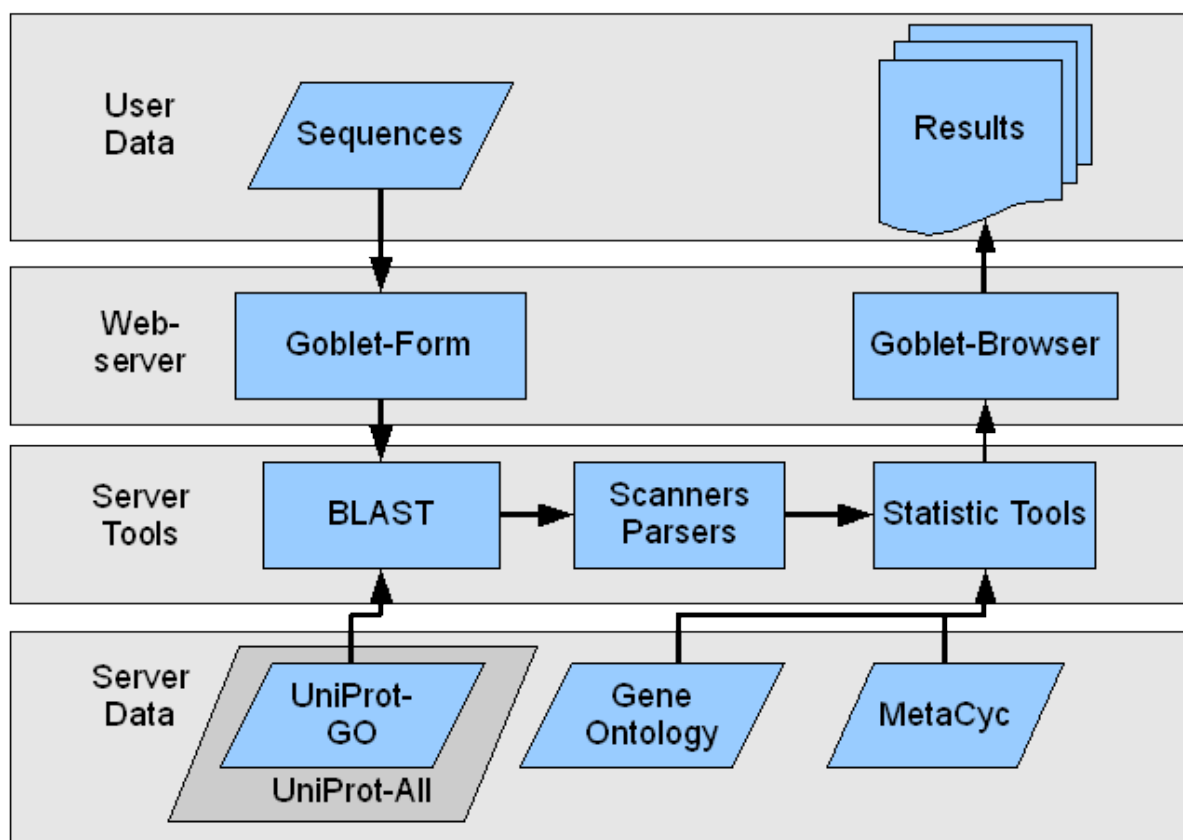 User
Data
Sequences
Results
Web-
server
Goblet-Form
Goblet-Browser
Server
Tools
BLAST
Scanners
Parsers
Statistic Tools
Server
Data
UniProt-
GO
UniProt-All
Gene
Ontology
MetaCyc